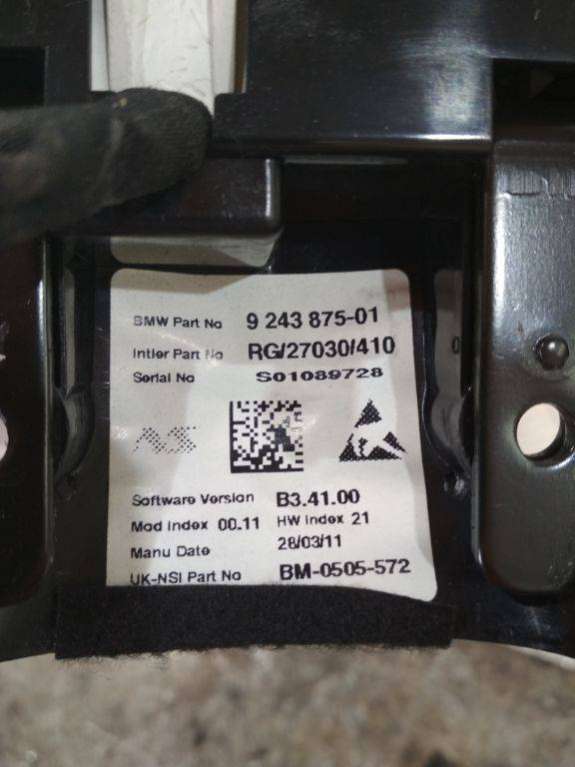 BMW Part No 9 243 875-01
Intier Part No RG/27030/410
Serial No S01089728
AS
Software Version B3.41.00
Mod Index 00.11 HW Index 21
Manu Date 28/03/11
UK-NSI Part No BM-0505-572